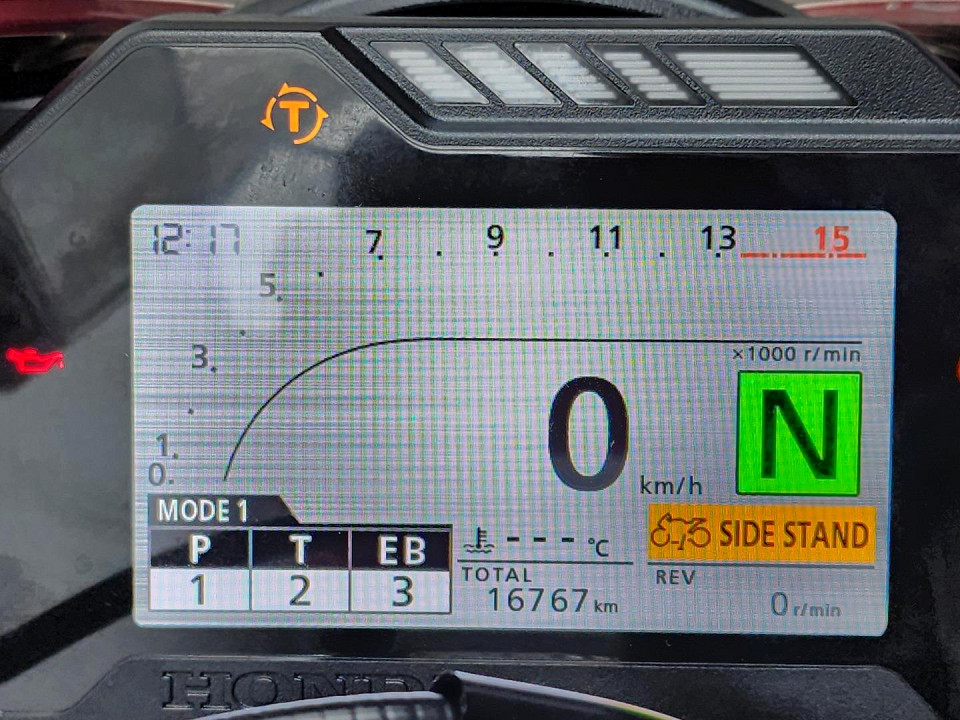 T
12:17
7 9 11 13 15
5
3
1
0
×1000 r/min
0 km/h
N
MODE 1
P T EB
1 2 3
--- °C
SIDE STAND
TOTAL
16767 km
REV
0 r/min
HONDA